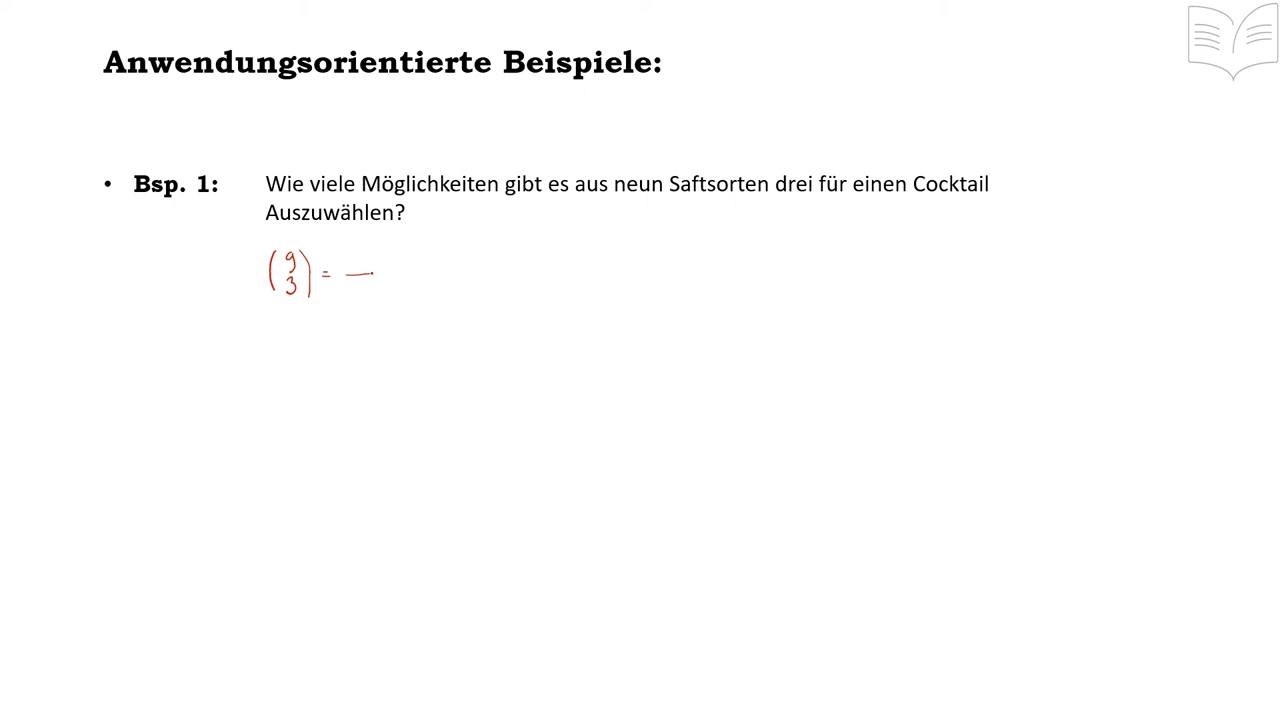 Anwendungsorientierte Beispiele:
• Bsp. 1: Wie viele Möglichkeiten gibt es aus neun Saftsorten drei für einen Cocktail
Auszuwählen?
(9 3) = —